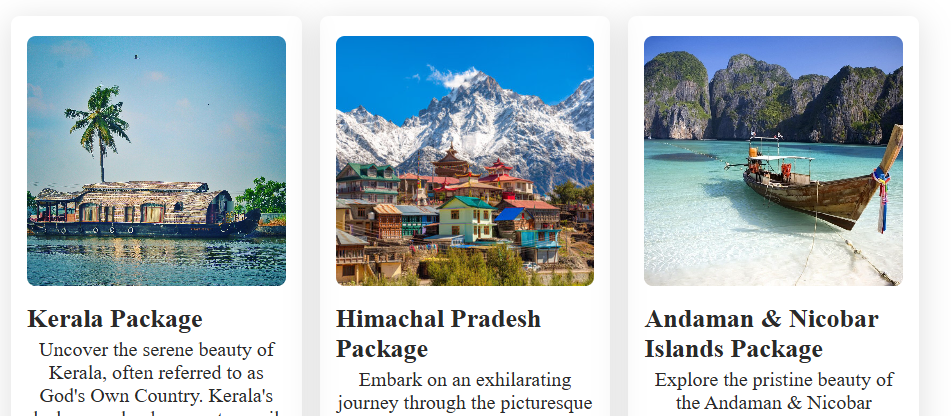 Kerala Package
Uncover the serene beauty of
Kerala, often referred to as
God's Own Country. Kerala's
Himachal Pradesh
Package
Embark on an exhilarating
journey through the picturesque
Andaman & Nicobar
Islands Package
Explore the pristine beauty of
the Andaman & Nicobar